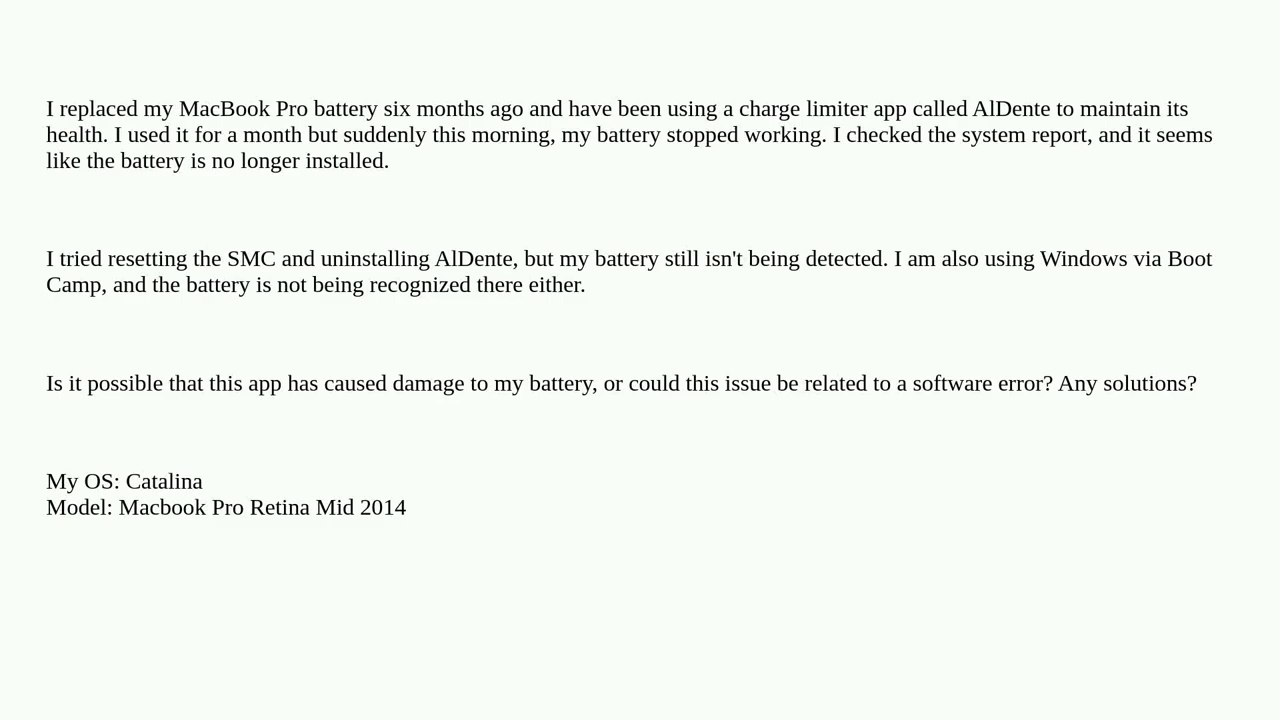 I replaced my MacBook Pro battery six months ago and have been using a charge limiter app called AlDente to maintain its
health. I used it for a month but suddenly this morning, my battery stopped working. I checked the system report, and it seems
like the battery is no longer installed.
I tried resetting the SMC and uninstalling AlDente, but my battery still isn't being detected. I am also using Windows via Boot
Camp, and the battery is not being recognized there either.
Is it possible that this app has caused damage to my battery, or could this issue be related to a software error? Any solutions?
My OS: Catalina
Model: Macbook Pro Retina Mid 2014